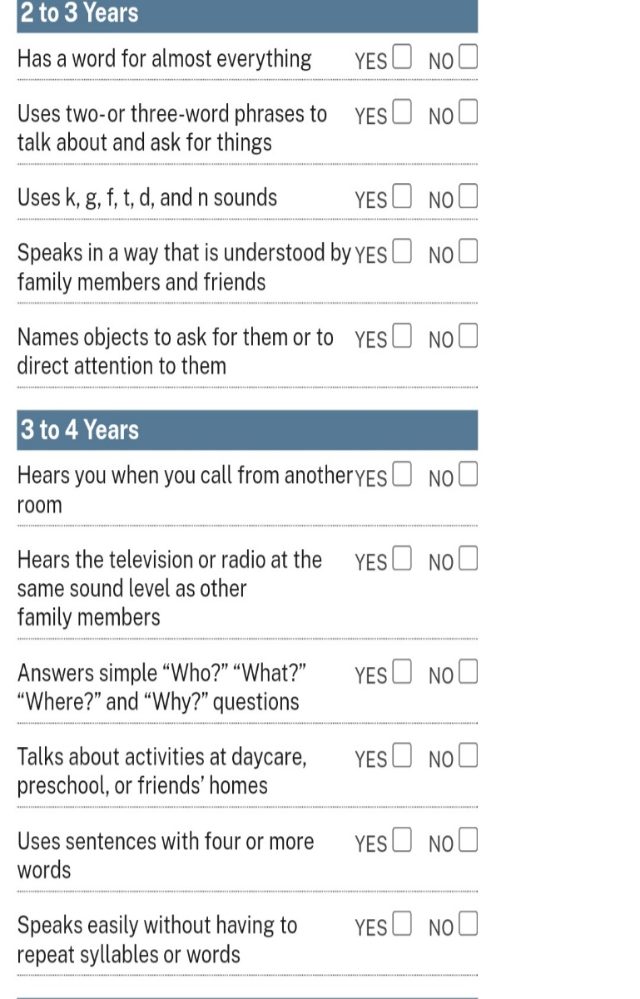 2 to 3 Years
Has a word for almost everything YES NO
Uses two-or three-word phrases to YES NO
talk about and ask for things
Uses k, g, f, t, d, and n sounds YES NO
Speaks in a way that is understood by YES NO
family members and friends
Names objects to ask for them or to YES NO
direct attention to them
3 to 4 Years
Hears you when you call from another YES NO
room
Hears the television or radio at the YES NO
same sound level as other
family members
Answers simple “Who?” “What?” YES NO
“Where?” and “Why?” questions
Talks about activities at daycare, YES NO
preschool, or friends’ homes
Uses sentences with four or more YES NO
words
Speaks easily without having to YES NO
repeat syllables or words